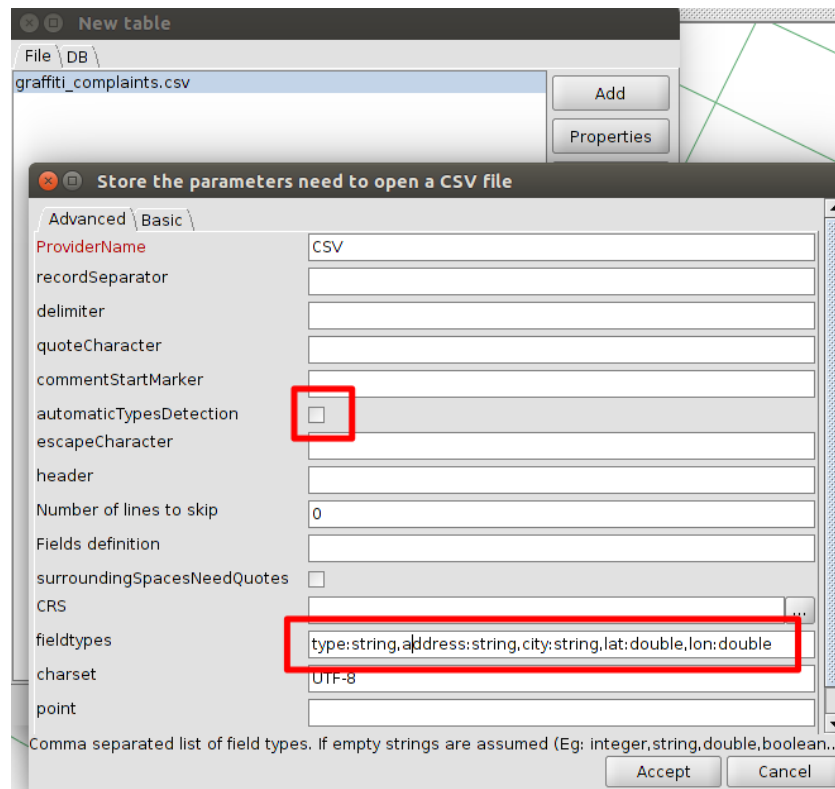 New table
File DB
graffiti_complaints.csv
Add
Properties
Store the parameters need to open a CSV file
Advanced Basic
ProviderName CSV
recordSeparator
delimiter
quoteCharacter
commentStartMarker
automaticTypesDetection
escapeCharacter
header
Number of lines to skip 0
Fields definition
surroundingSpacesNeedQuotes
CRS ...
fieldtypes type:string,address:string,city:string,lat:double,lon:double
charset UTF-8
point
Comma separated list of field types. If empty strings are assumed (Eg: integer,string,double,boolean...
Accept Cancel